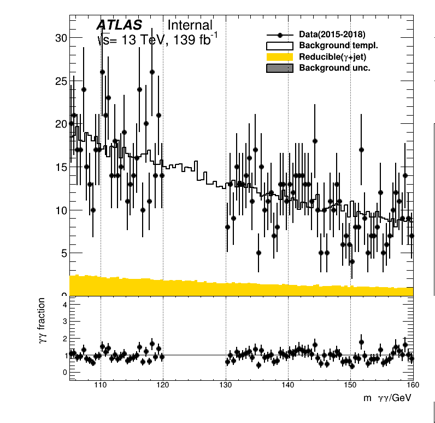 ATLAS Internal
√s= 13 TeV, 139 fb⁻¹
Data(2015-2018)
Background templ.
Reducible(γ+jet)
Background unc.
30
25
20
15
10
5
0
γγ fraction
4
3
2
1
0
110 120 130 140 150 160
m γγ/GeV